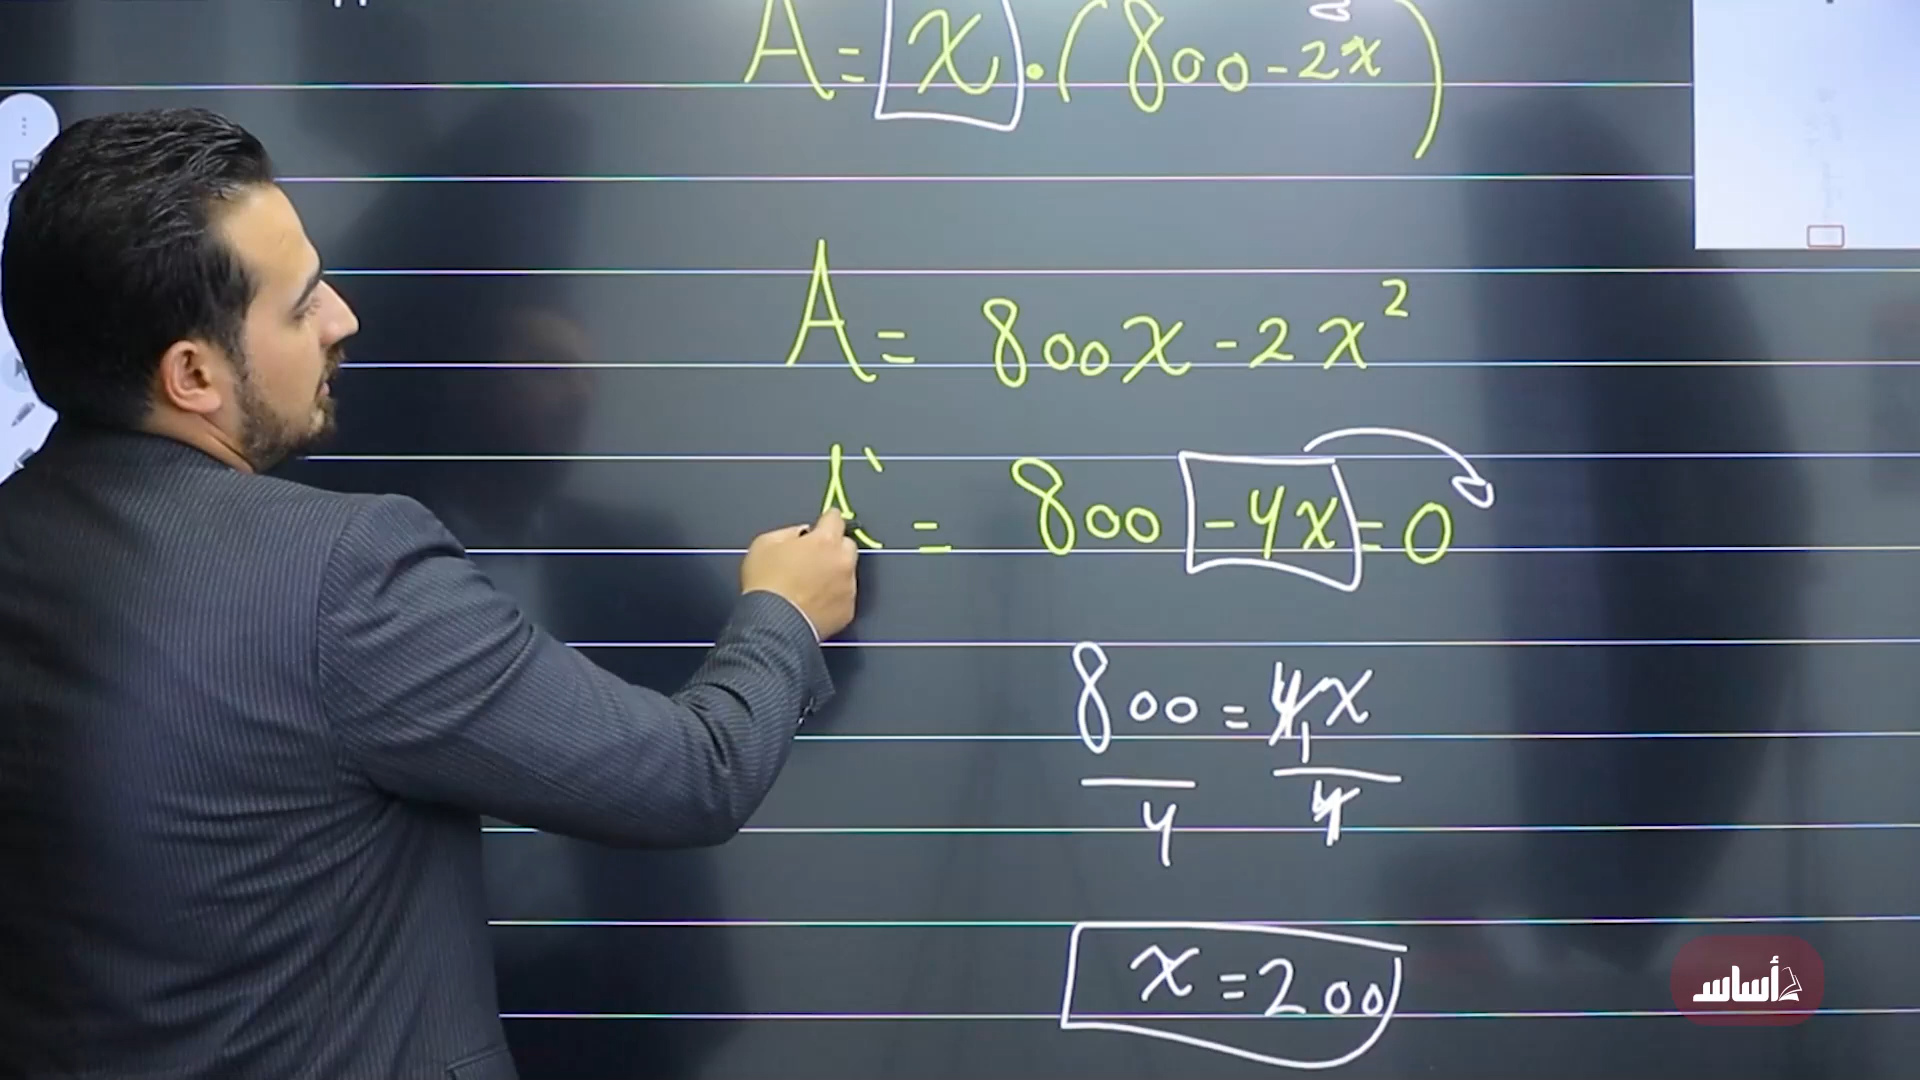 A = x · (800 - 2x)
A = 800x - 2x²
A` = 800 - 4x = 0
800 = 4x
4 4
x = 200
أساس